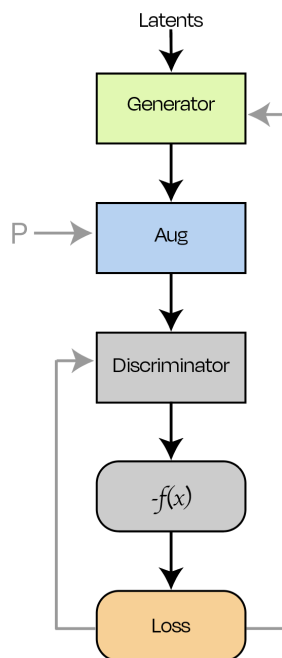 Latents
Generator
P
Aug
Discriminator
-f(x)
Loss